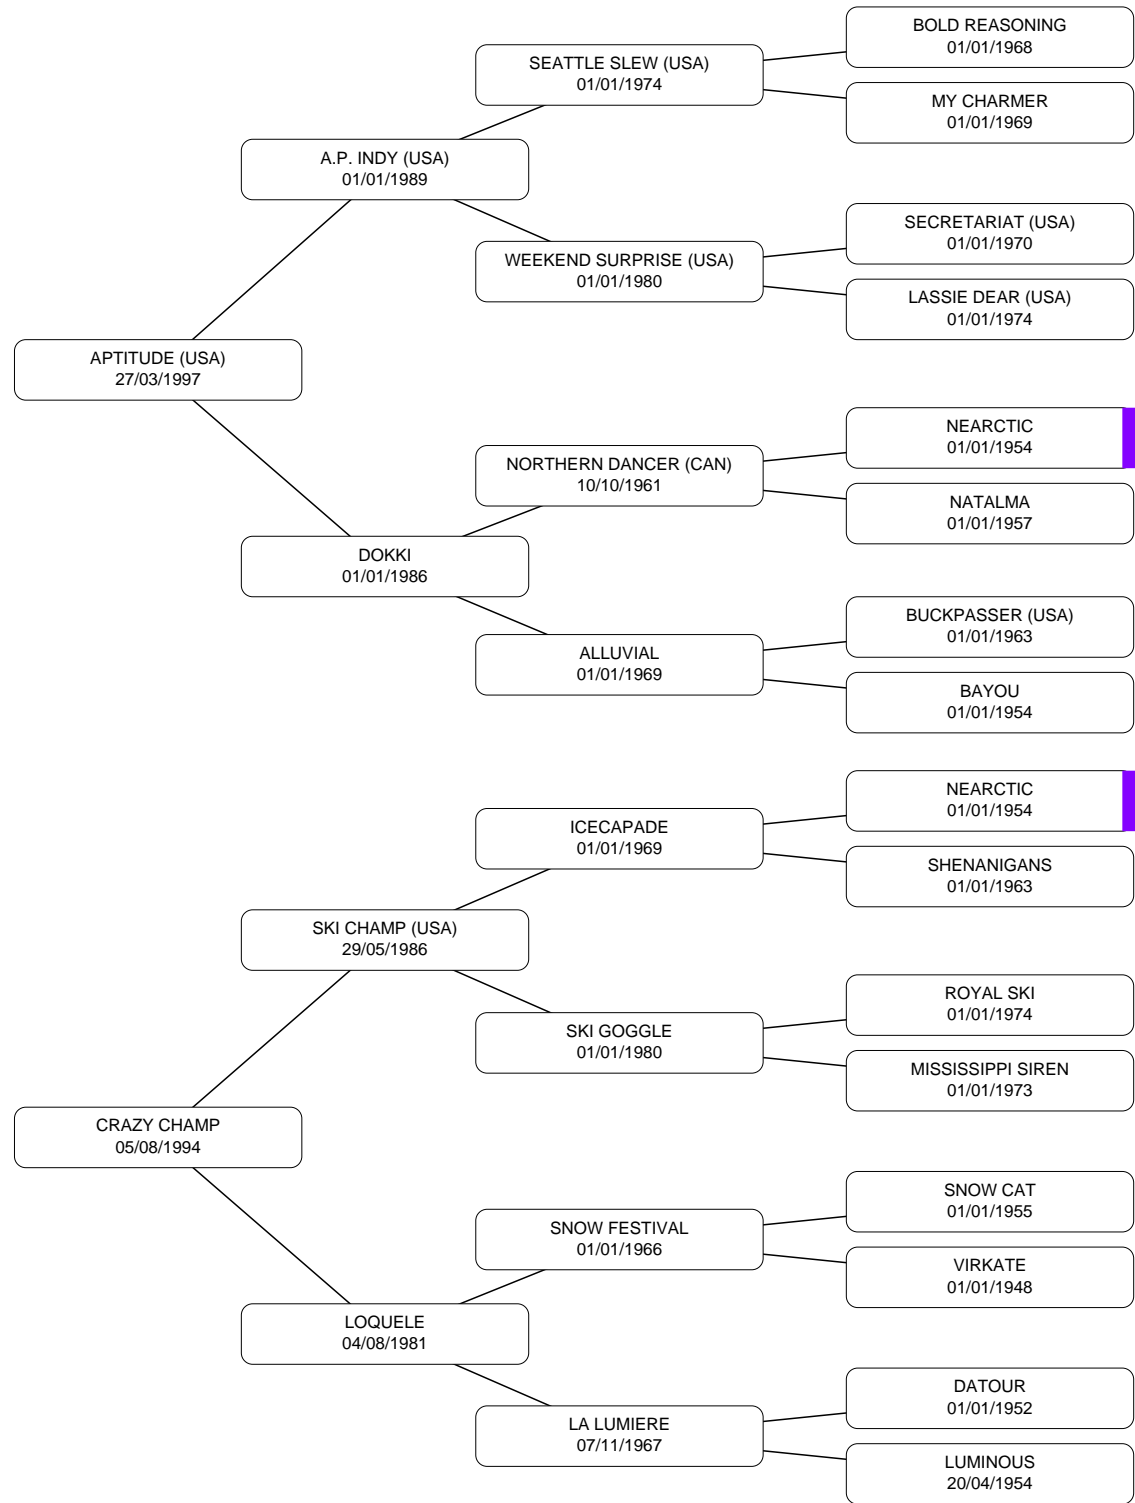 BOLD REASONING
01/01/1968
SEATTLE SLEW (USA)
01/01/1974
MY CHARMER
01/01/1969
A.P. INDY (USA)
01/01/1989
SECRETARIAT (USA)
01/01/1970
WEEKEND SURPRISE (USA)
01/01/1980
LASSIE DEAR (USA)
01/01/1974
APTITUDE (USA)
27/03/1997
NEARCTIC
01/01/1954
NORTHERN DANCER (CAN)
10/10/1961
NATALMA
01/01/1957
DOKKI
01/01/1986
BUCKPASSER (USA)
01/01/1963
ALLUVIAL
01/01/1969
BAYOU
01/01/1954
NEARCTIC
01/01/1954
ICECAPADE
01/01/1969
SHENANIGANS
01/01/1963
SKI CHAMP (USA)
29/05/1986
ROYAL SKI
01/01/1974
SKI GOGGLE
01/01/1980
MISSISSIPPI SIREN
01/01/1973
CRAZY CHAMP
05/08/1994
SNOW CAT
01/01/1955
SNOW FESTIVAL
01/01/1966
VIRKATE
01/01/1948
LOQUELE
04/08/1981
DATOUR
01/01/1952
LA LUMIERE
07/11/1967
LUMINOUS
20/04/1954